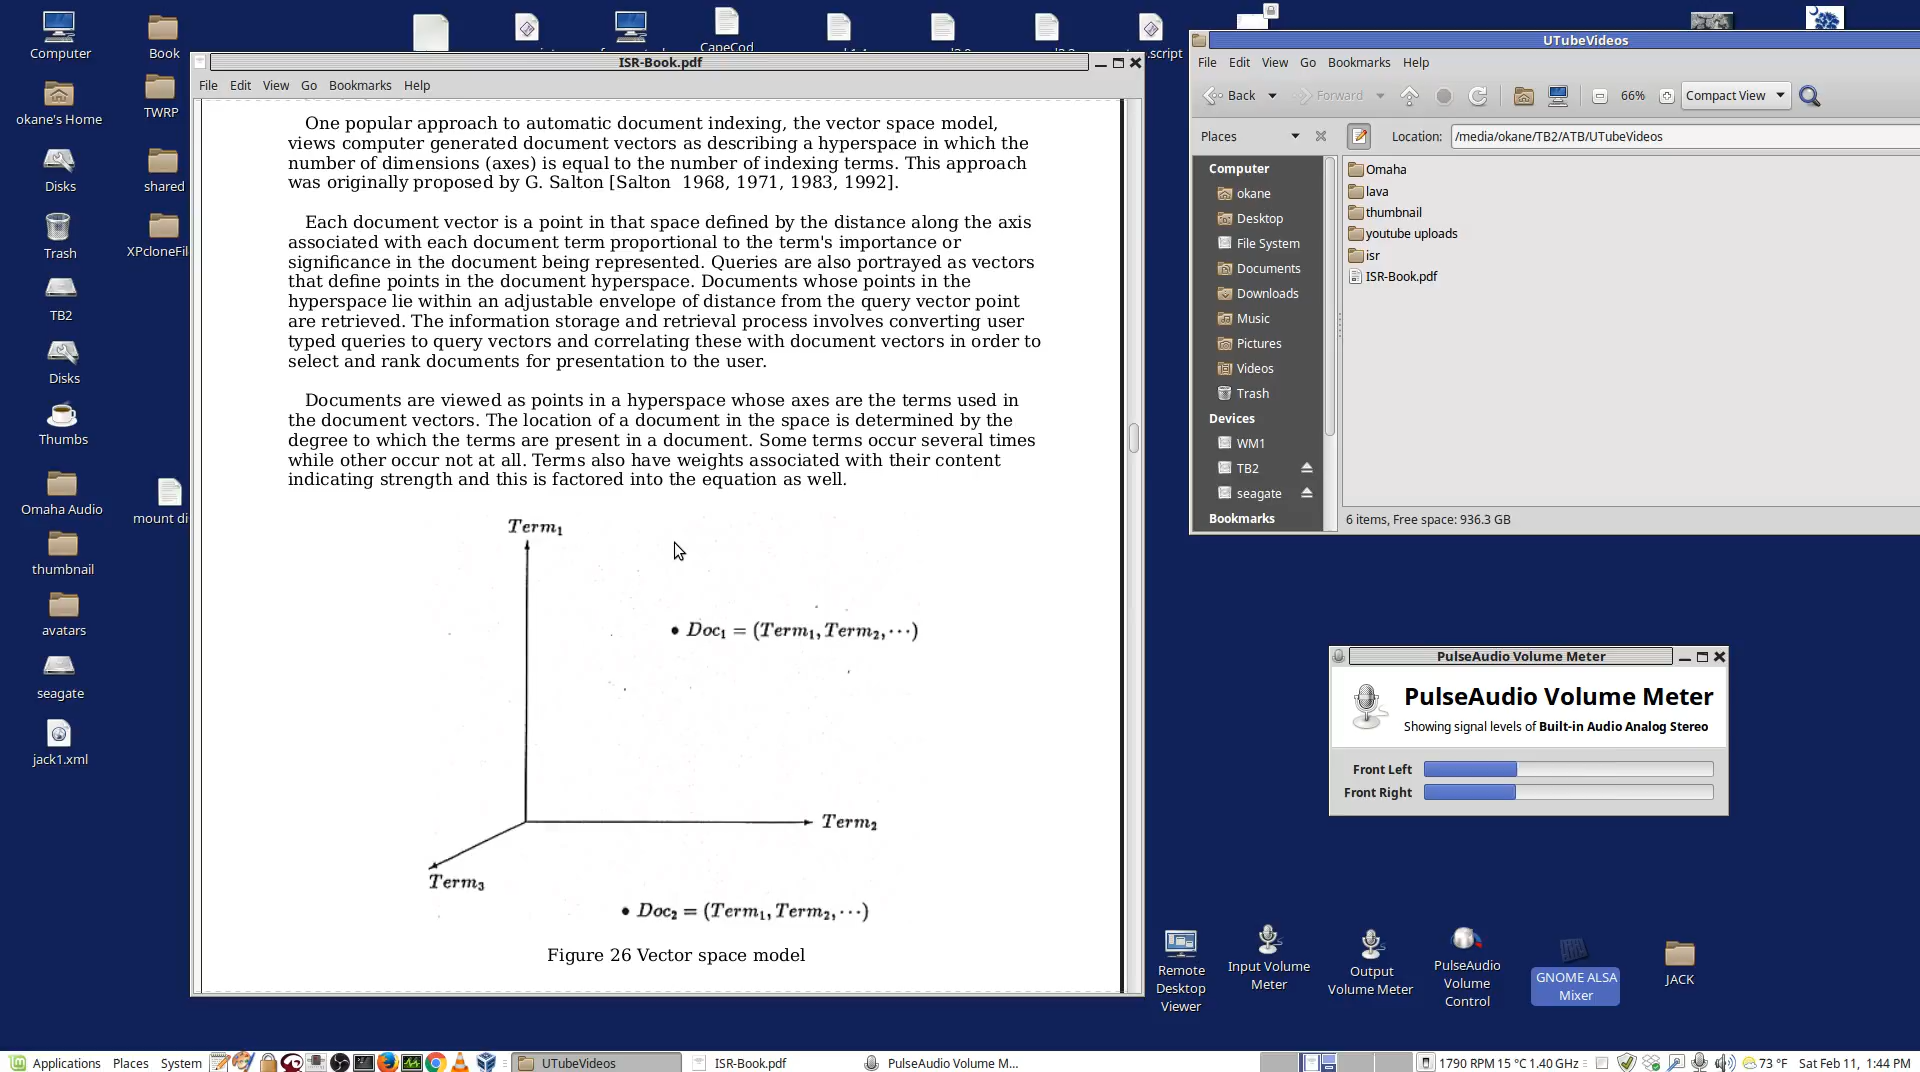 Computer
Book
CapeCod
.script
okane's Home
TWRP
Disks
shared
Trash
XPcloneFil
TB2
Disks
Thumbs
Omaha Audio
mount di
thumbnail
avatars
seagate
jack1.xml
ISR-Book.pdf
File Edit View Go Bookmarks Help
One popular approach to automatic document indexing, the vector space model,
views computer generated document vectors as describing a hyperspace in which the
number of dimensions (axes) is equal to the number of indexing terms. This approach
was originally proposed by G. Salton [Salton 1968, 1971, 1983, 1992].
Each document vector is a point in that space defined by the distance along the axis
associated with each document term proportional to the term's importance or
significance in the document being represented. Queries are also portrayed as vectors
that define points in the document hyperspace. Documents whose points in the
hyperspace lie within an adjustable envelope of distance from the query vector point
are retrieved. The information storage and retrieval process involves converting user
typed queries to query vectors and correlating these with document vectors in order to
select and rank documents for presentation to the user.
Documents are viewed as points in a hyperspace whose axes are the terms used in
the document vectors. The location of a document in the space is determined by the
degree to which the terms are present in a document. Some terms occur several times
while other occur not at all. Terms also have weights associated with their content
indicating strength and this is factored into the equation as well.
Term₁
• Doc₁ = (Term₁, Term₂, ···)
Term₂
Term₃
• Doc₂ = (Term₁, Term₂, ···)
Figure 26 Vector space model
UTubeVideos
File Edit View Go Bookmarks Help
Back Forward 66% Compact View
Places Location: /media/okane/TB2/ATB/UTubeVideos
Computer
okane
Desktop
File System
Documents
Downloads
Music
Pictures
Videos
Trash
Devices
WM1
TB2
seagate
Bookmarks
Omaha
lava
thumbnail
youtube uploads
isr
ISR-Book.pdf
6 items, Free space: 936.3 GB
PulseAudio Volume Meter
PulseAudio Volume Meter
Showing signal levels of Built-in Audio Analog Stereo
Front Left
Front Right
Remote
Desktop
Viewer
Input Volume
Meter
Output
Volume Meter
PulseAudio
Volume
Control
GNOME ALSA
Mixer
JACK
Applications Places System UTubeVideos ISR-Book.pdf PulseAudio Volume M... 1790 RPM 15 °C 1.40 GHz 73 °F Sat Feb 11, 1:44 PM